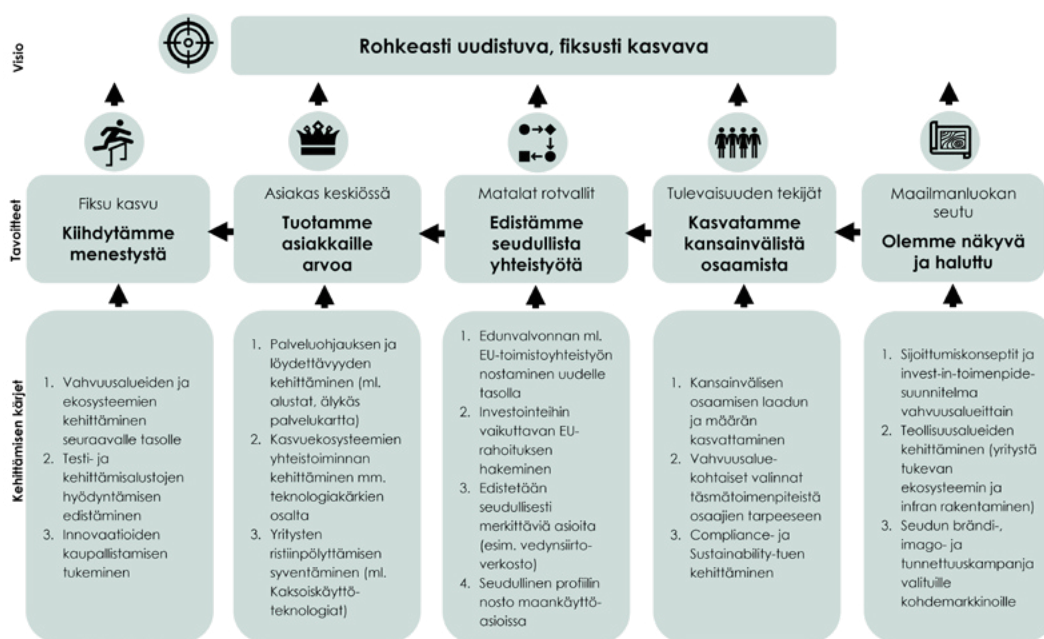 Visio
Rohkeasti uudistuva, fiksusti kasvava
Tavoitteet
Fiksu kasvu
Kiihdytämme
menestystä
Asiakas keskiössä
Tuotamme
asiakkaille
arvoa
Matalat rotvallit
Edistämme
seudullista
yhteistyötä
Tulevaisuuden tekijät
Kasvatamme
kansainvälistä
osaamista
Maailmanluokan
seutu
Olemme näkyvä
ja haluttu
Kehittämisen kärjet
1. Vahvuusalueiden ja
ekosysteemien
kehittäminen
seuraavalle tasolle
2. Testi- ja
kehittämisalustojen
hyödyntämisen
edistäminen
3. Innovaatioiden
kaupallistamisen
tukeminen
1. Palveluohjauksen ja
löydettävyyden
kehittäminen (ml.
alustat, älykäs
palvelukartta)
2. Kasvuekosysteemien
yhteistoiminnan
kehittäminen mm.
teknologiakärkien
osalta
3. Yritysten
ristiinpölyttämisen
syventäminen (ml.
Kaksoiskäyttö-
teknologiat)
1. Edunvalvonnan ml.
EU-toimistoyhteistyön
nostaminen uudelle
tasolla
2. Investointeihin
vaikuttavan EU-
rahoituksen
hakeminen
3. Edistetään
seudullisesti
merkittäviä asioita
(esim. vedynsiirto-
verkosto)
4. Seudullinen profiilin
nosto maankäyttö-
asioissa
1. Kansainvälisen
osaamisen laadun
ja määrän
kasvattaminen
2. Vahvuusalue-
kohtaiset valinnat
täsmätoimenpiteistä
osaajien tarpeeseen
3. Compliance- ja
Sustainability-tuen
kehittäminen
1. Sijoittumiskonseptit ja
invest-in-toimenpide-
suunnitelma
vahvuusalueittain
2. Teollisuusalueiden
kehittäminen (yritystä
tukevan
ekosysteemin ja
infran rakentaminen)
3. Seudun brändi-,
imago- ja
tunnettuuskampanja
valituille
kohdemarkkinoille